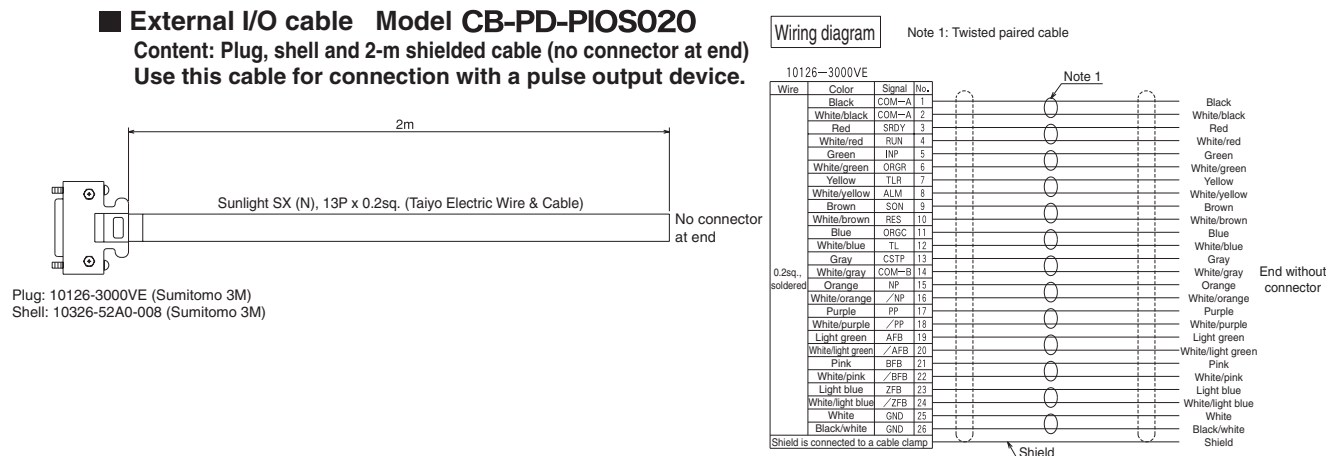 ■ External I/O cable Model CB-PD-PIOS020
Content: Plug, shell and 2-m shielded cable (no connector at end)
Use this cable for connection with a pulse output device.
2m
Sunlight SX (N), 13P x 0.2sq. (Taiyo Electric Wire & Cable)
No connector
at end
Plug: 10126-3000VE (Sumitomo 3M)
Shell: 10326-52A0-008 (Sumitomo 3M)
Wiring diagram
Note 1: Twisted paired cable
10126-3000VE
Note 1
Wire Color Signal No.
Black COM-A 1 Black
White/black COM-A 2 White/black
Red SRDY 3 Red
White/red RUN 4 White/red
Green INP 5 Green
White/green ORGR 6 White/green
Yellow TLR 7 Yellow
White/yellow ALM 8 White/yellow
Brown SON 9 Brown
White/brown RES 10 White/brown
Blue ORGC 11 Blue
White/blue TL 12 White/blue
Gray CSTP 13 Gray
0.2sq., White/gray COM-B 14 White/gray End without
soldered Orange NP 15 Orange connector
White/orange /NP 16 White/orange
Purple PP 17 Purple
White/purple /PP 18 White/purple
Light green AFB 19 Light green
White/light green /AFB 20 White/light green
Pink BFB 21 Pink
White/pink /BFB 22 White/pink
Light blue ZFB 23 Light blue
White/light blue /ZFB 24 White/light blue
White GND 25 White
Black/white GND 26 Black/white
Shield is connected to a cable clamp Shield
Shield